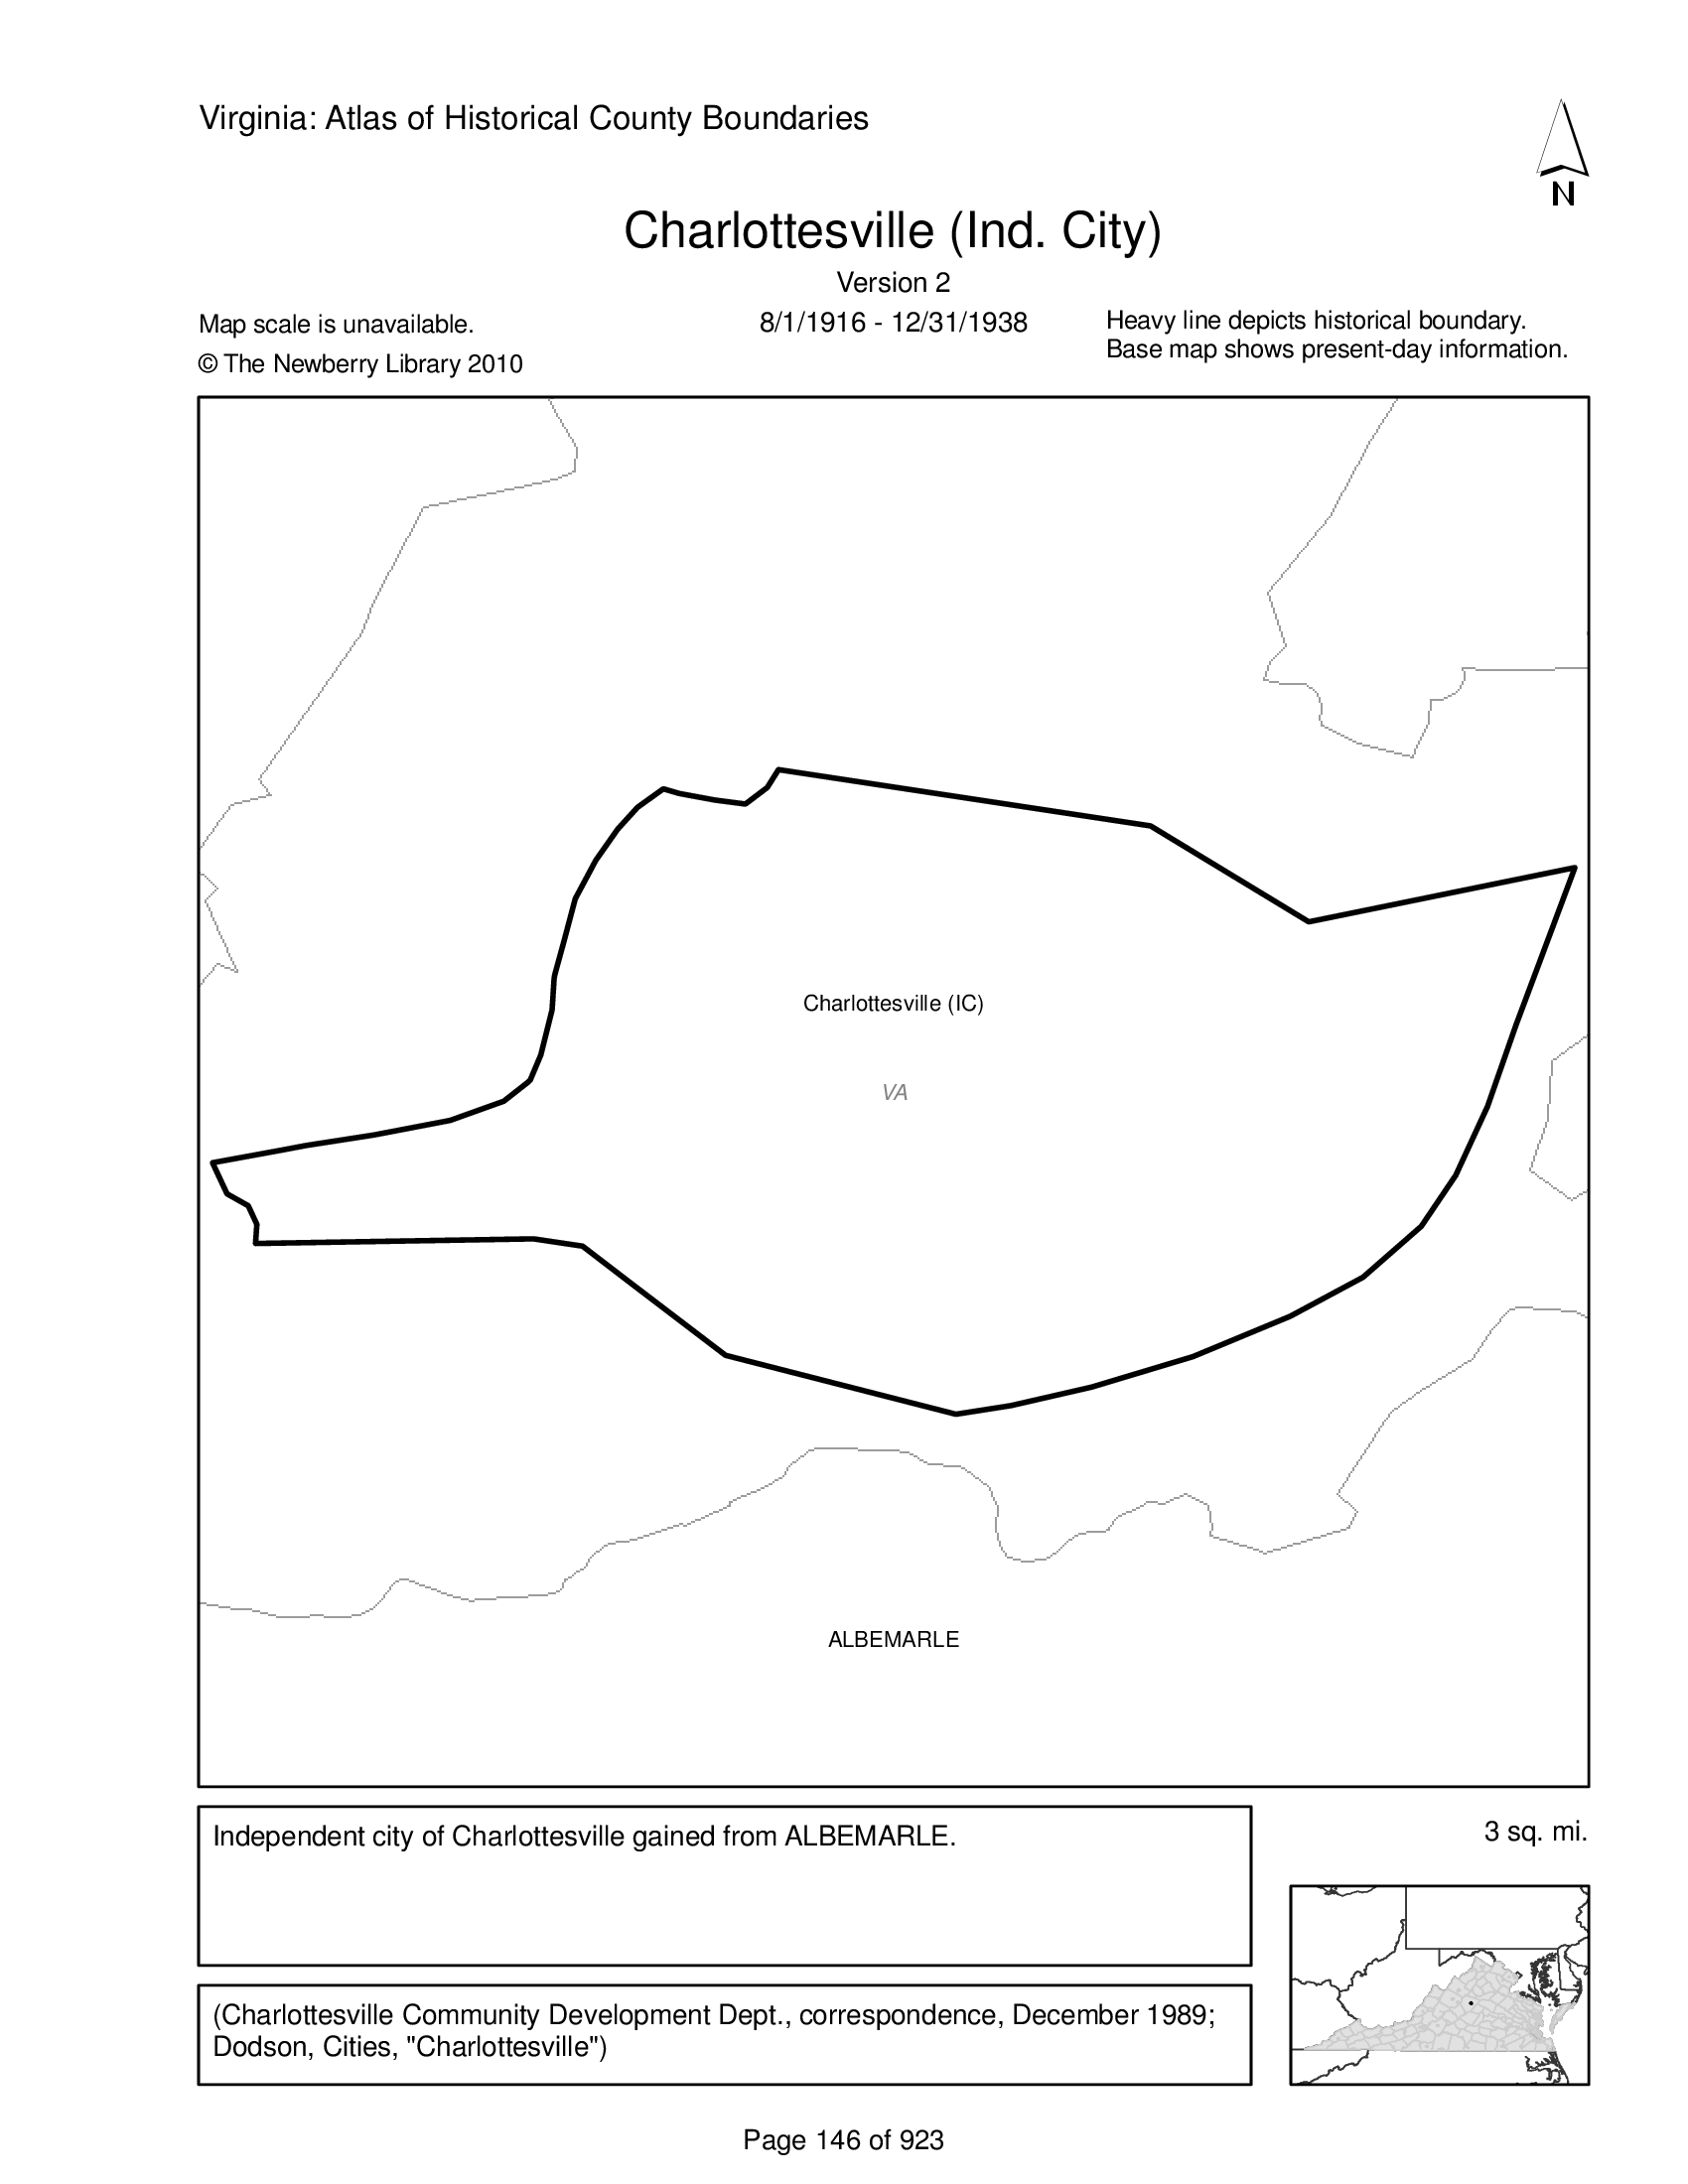 Virginia: Atlas of Historical County Boundaries
N
Charlottesville (Ind. City)
Version 2
8/1/1916 - 12/31/1938
Map scale is unavailable.
© The Newberry Library 2010
Heavy line depicts historical boundary.
Base map shows present-day information.
Charlottesville (IC)
VA
ALBEMARLE
Independent city of Charlottesville gained from ALBEMARLE.
3 sq. mi.
(Charlottesville Community Development Dept., correspondence, December 1989;
Dodson, Cities, "Charlottesville")
Page 146 of 923